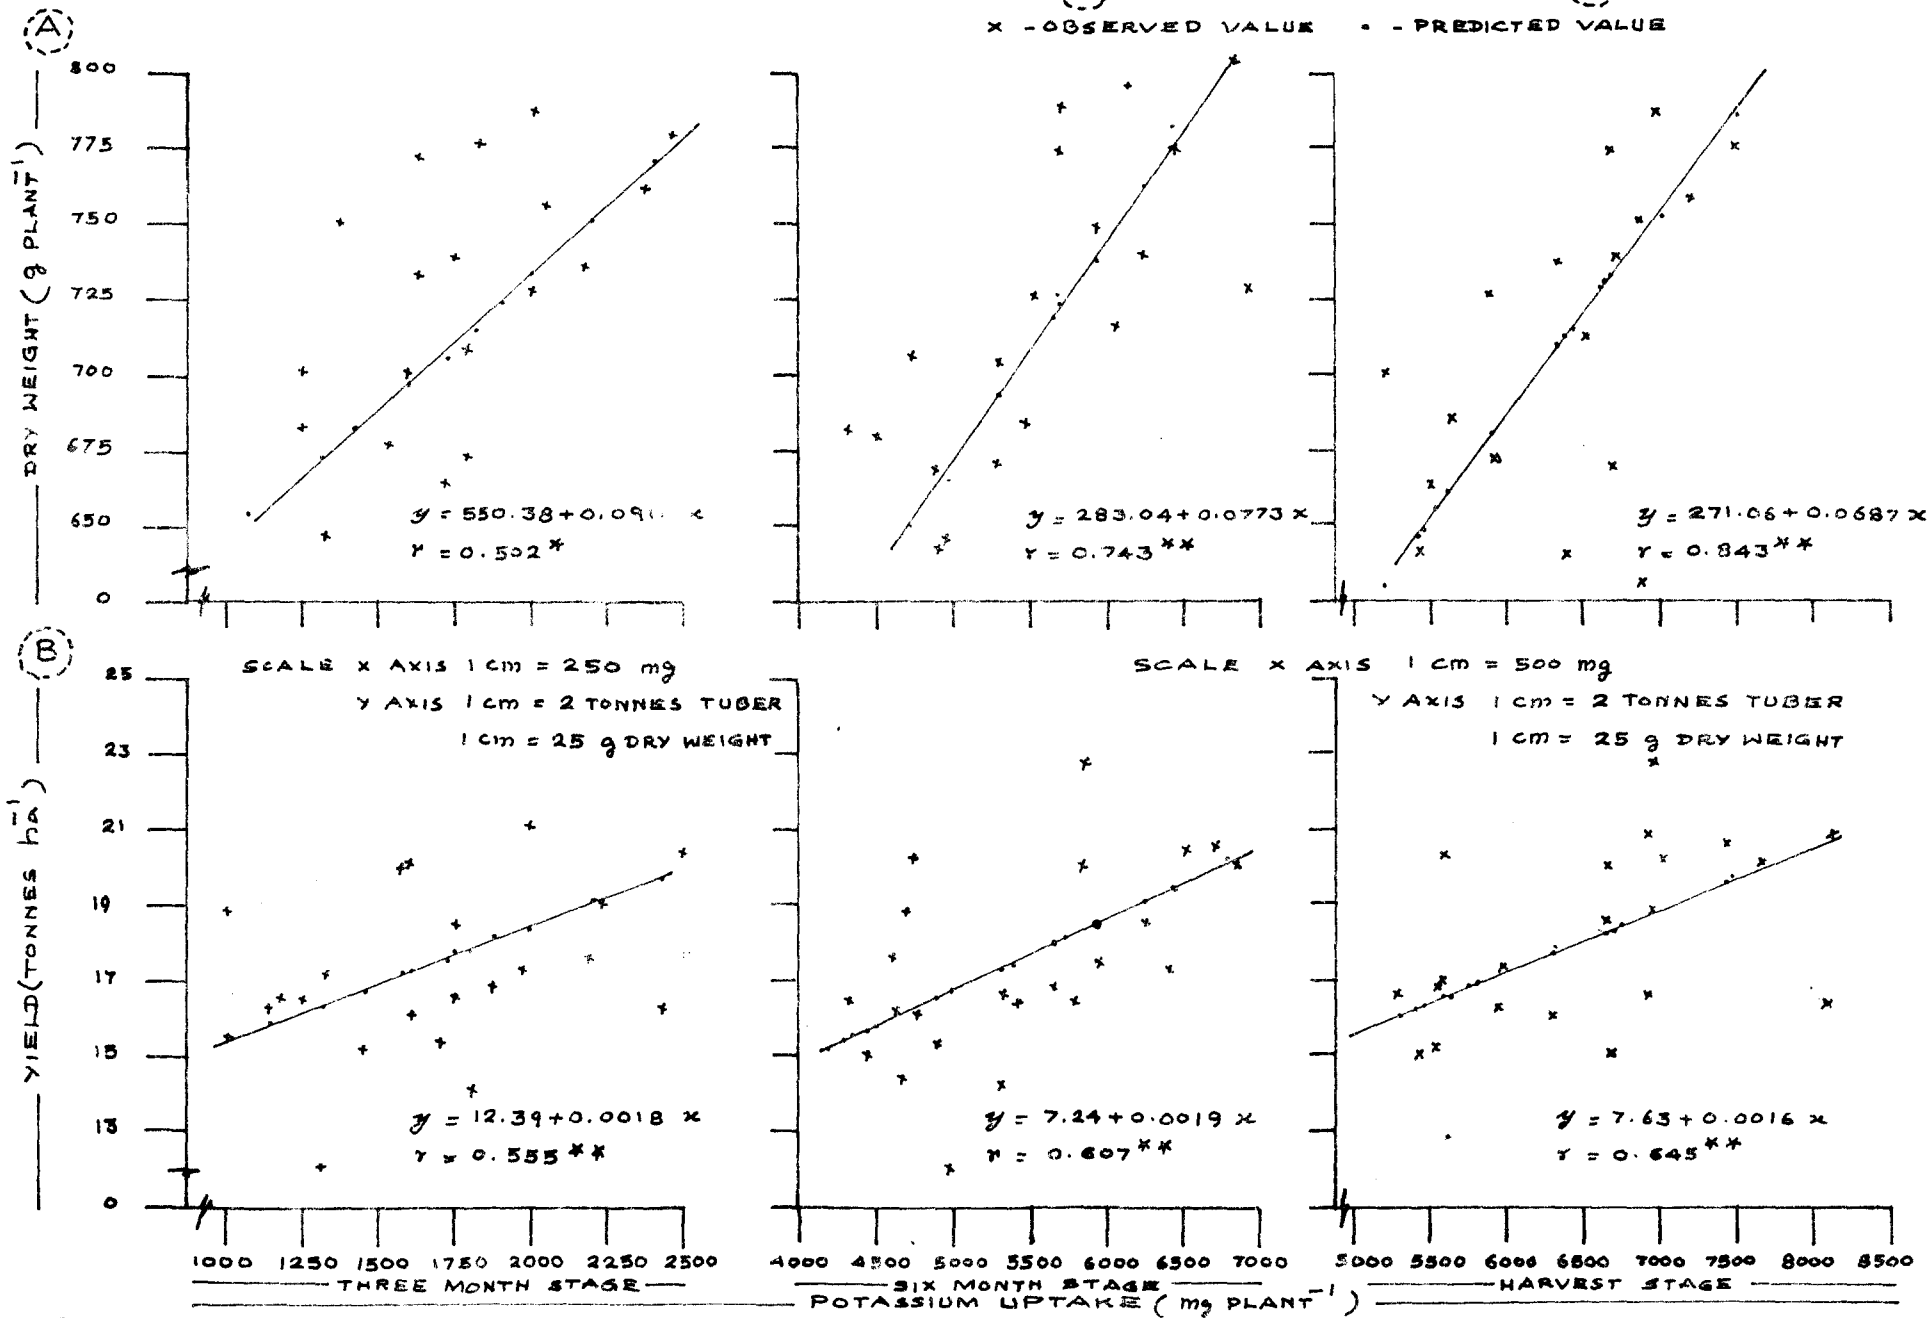 A
x - OBSERVED VALUE • - PREDICTED VALUE
DRY WEIGHT (g PLANT⁻¹)
800
775
750
725
700
675
650
0
y = 550.38+0.091 x
r = 0.502*
y = 283.04+0.0773 x
r = 0.743**
y = 271.06+0.0687 x
r = 0.843**
B
SCALE X AXIS 1 cm = 250 mg
Y AXIS 1 cm = 2 TONNES TUBER
1 cm = 25 g DRY WEIGHT
SCALE X AXIS 1 cm = 500 mg
Y AXIS 1 cm = 2 TONNES TUBER
1 cm = 25 g DRY WEIGHT
YIELD (TONNES ha⁻¹)
25
23
21
19
17
15
13
0
y = 12.39+0.0018 x
r = 0.555**
y = 7.24+0.0019 x
r = 0.607**
y = 7.63+0.0016 x
r = 0.645**
1000 1250 1500 1750 2000 2250 2500
4000 4500 5000 5500 6000 6500 7000
5000 5500 6000 6500 7000 7500 8000 8500
THREE MONTH STAGE
SIX MONTH STAGE
HARVEST STAGE
POTASSIUM UPTAKE (mg PLANT⁻¹)